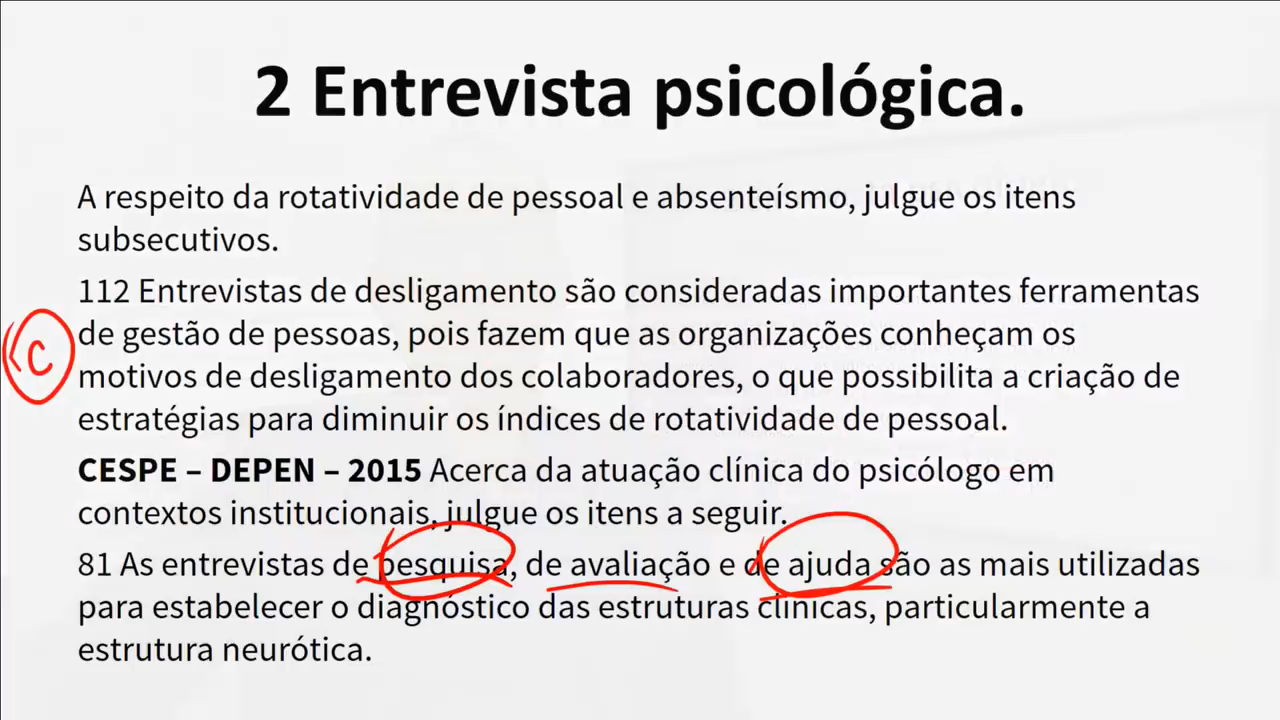 2 Entrevista psicológica.
A respeito da rotatividade de pessoal e absenteísmo, julgue os itens
subsecutivos.
112 Entrevistas de desligamento são consideradas importantes ferramentas
de gestão de pessoas, pois fazem que as organizações conheçam os
C
motivos de desligamento dos colaboradores, o que possibilita a criação de
estratégias para diminuir os índices de rotatividade de pessoal.
CESPE – DEPEN – 2015 Acerca da atuação clínica do psicólogo em
contextos institucionais, julgue os itens a seguir.
81 As entrevistas de pesquisa, de avaliação e de ajuda são as mais utilizadas
para estabelecer o diagnóstico das estruturas clínicas, particularmente a
estrutura neurótica.